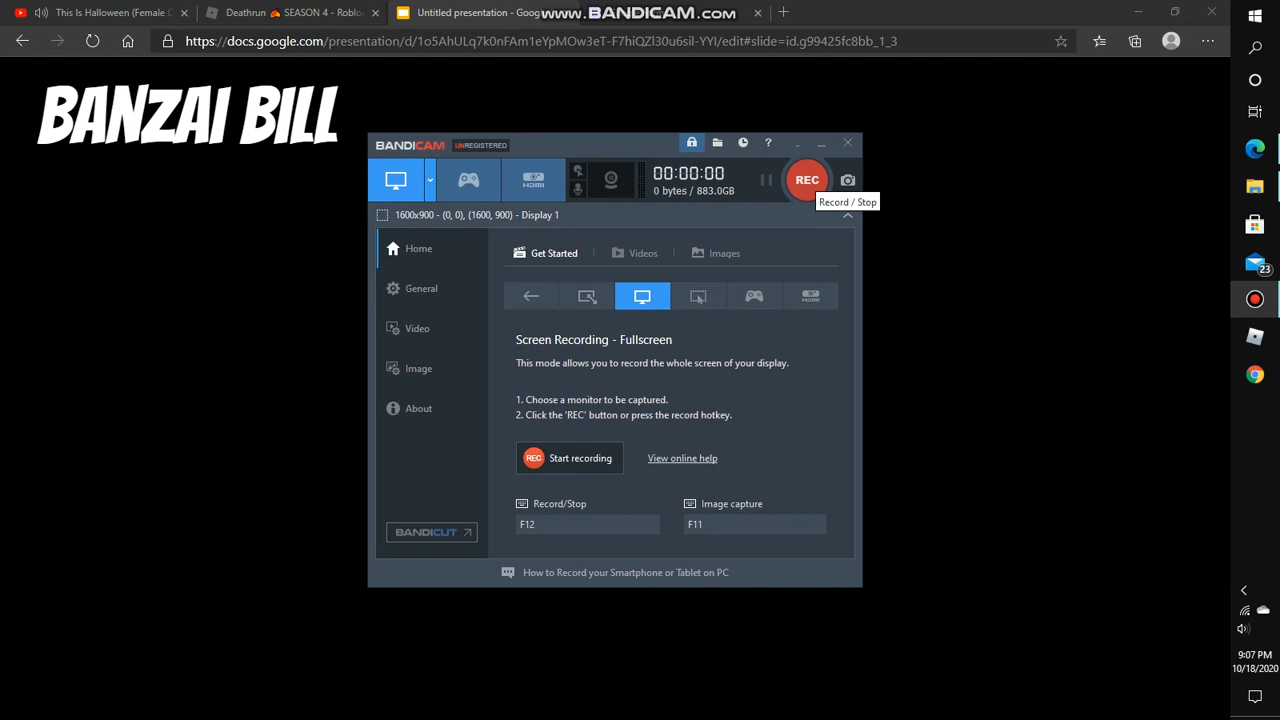 This Is Halloween (Female C
Deathrun 🎃 SEASON 4 - Roblo
Untitled presentation - Goog
www.BANDICAM.com
https://docs.google.com/presentation/d/1o5AhULq7k0nFAm1eYpMOw3eT-F7hiQZl30u6sil-YYI/edit#slide=id.g99425fc8bb_1_3
BANZAI BILL
BANDICAM UNREGISTERED
HDMI
00:00:00
0 bytes / 883.0GB
REC
Record / Stop
1600x900 - (0, 0), (1600, 900) - Display 1
Home
General
Video
Image
About
BANDICUT
Get Started
Videos
Images
HDMI
Screen Recording - Fullscreen
This mode allows you to record the whole screen of your display.
1. Choose a monitor to be captured.
2. Click the 'REC' button or press the record hotkey.
REC Start recording
View online help
Record/Stop
Image capture
F12
F11
How to Record your Smartphone or Tablet on PC
23
9:07 PM
10/18/2020